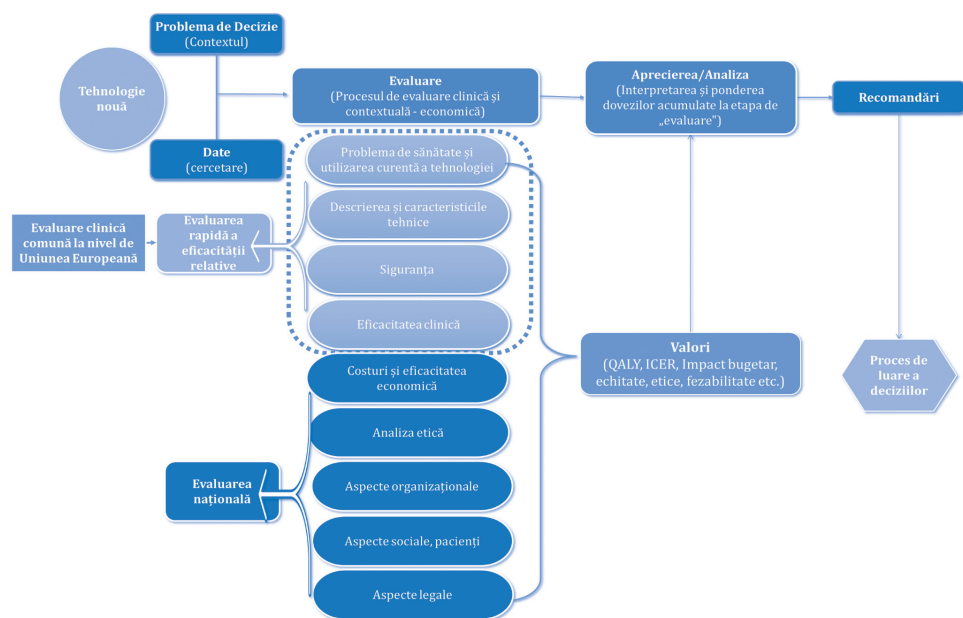 Problema de Decizie
(Contextul)
Tehnologie
nouă
Evaluare
(Procesul de evaluare clinică și
contextuală - economică)
Aprecierea/Analiza
(Interpretarea și ponderea
dovezilor acumulate la etapa de
„evaluare")
Recomandări
Date
(cercetare)
Problema de sănătate și
utilizarea curentă a tehnologiei
Descrierea și caracteristicile
tehnice
Evaluare clinică
comună la nivel de
Uniunea Europeană
Evaluarea
rapidă a
eficacității
relative
Siguranța
Eficacitatea clinică
Valori
(QALY, ICER, Impact bugetar,
echitate, etice, fezabilitate etc.)
Proces de
luare a
deciziilor
Costuri și eficacitatea
economică
Analiza etică
Evaluarea
națională
Aspecte organizaționale
Aspecte sociale, pacienți
Aspecte legale